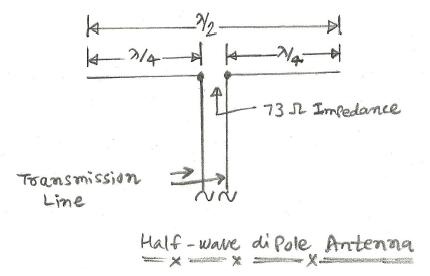 λ/2
λ/4 λ/4
73 Ω Impedance
Transmission
Line
Half-wave dipole Antenna